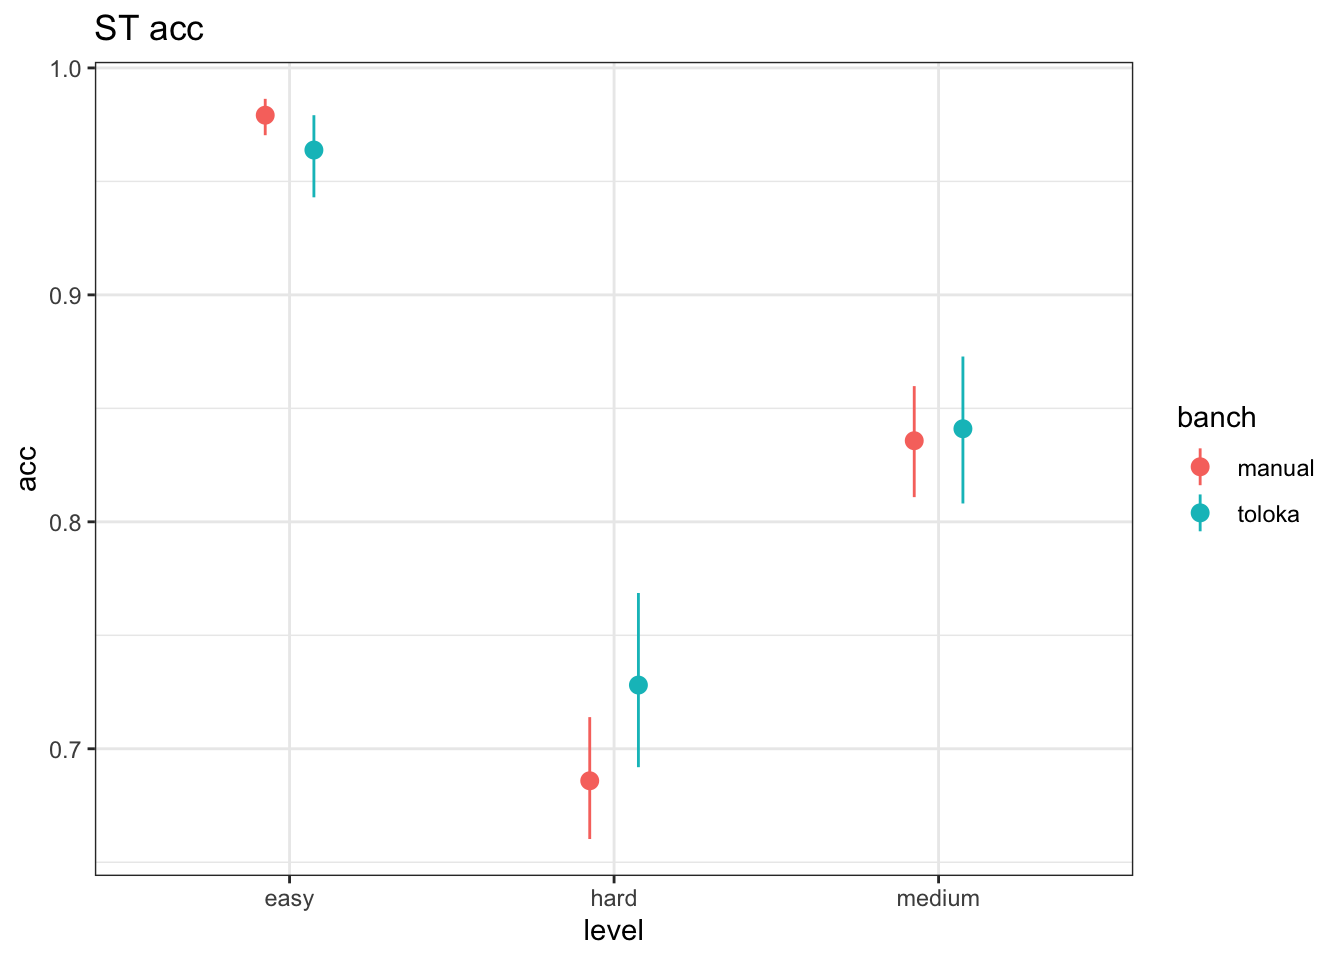 ST acc
1.0
0.9
0.8
0.7
acc
easy
hard
medium
level
banch
manual
toloka